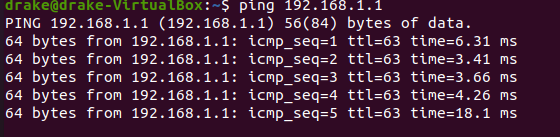 drake@drake-VirtualBox:~$ ping 192.168.1.1
PING 192.168.1.1 (192.168.1.1) 56(84) bytes of data.
64 bytes from 192.168.1.1: icmp_seq=1 ttl=63 time=6.31 ms
64 bytes from 192.168.1.1: icmp_seq=2 ttl=63 time=3.41 ms
64 bytes from 192.168.1.1: icmp_seq=3 ttl=63 time=3.66 ms
64 bytes from 192.168.1.1: icmp_seq=4 ttl=63 time=4.26 ms
64 bytes from 192.168.1.1: icmp_seq=5 ttl=63 time=18.1 ms